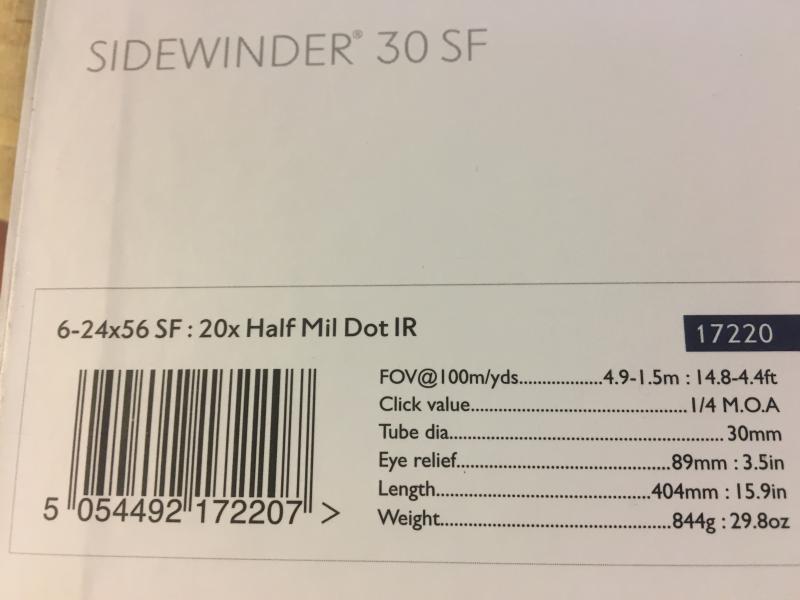 SIDEWINDER® 30 SF
6-24x56 SF : 20x Half Mil Dot IR
17220
FOV@100m/yds..................4.9-1.5m : 14.8-4.4ft
Click value...............................................1/4 M.O.A
Tube dia........................................................30mm
Eye relief.............................................89mm : 3.5in
Length.............................................404mm : 15.9in
Weight...............................................844g : 29.8oz
5 054492 172207 >